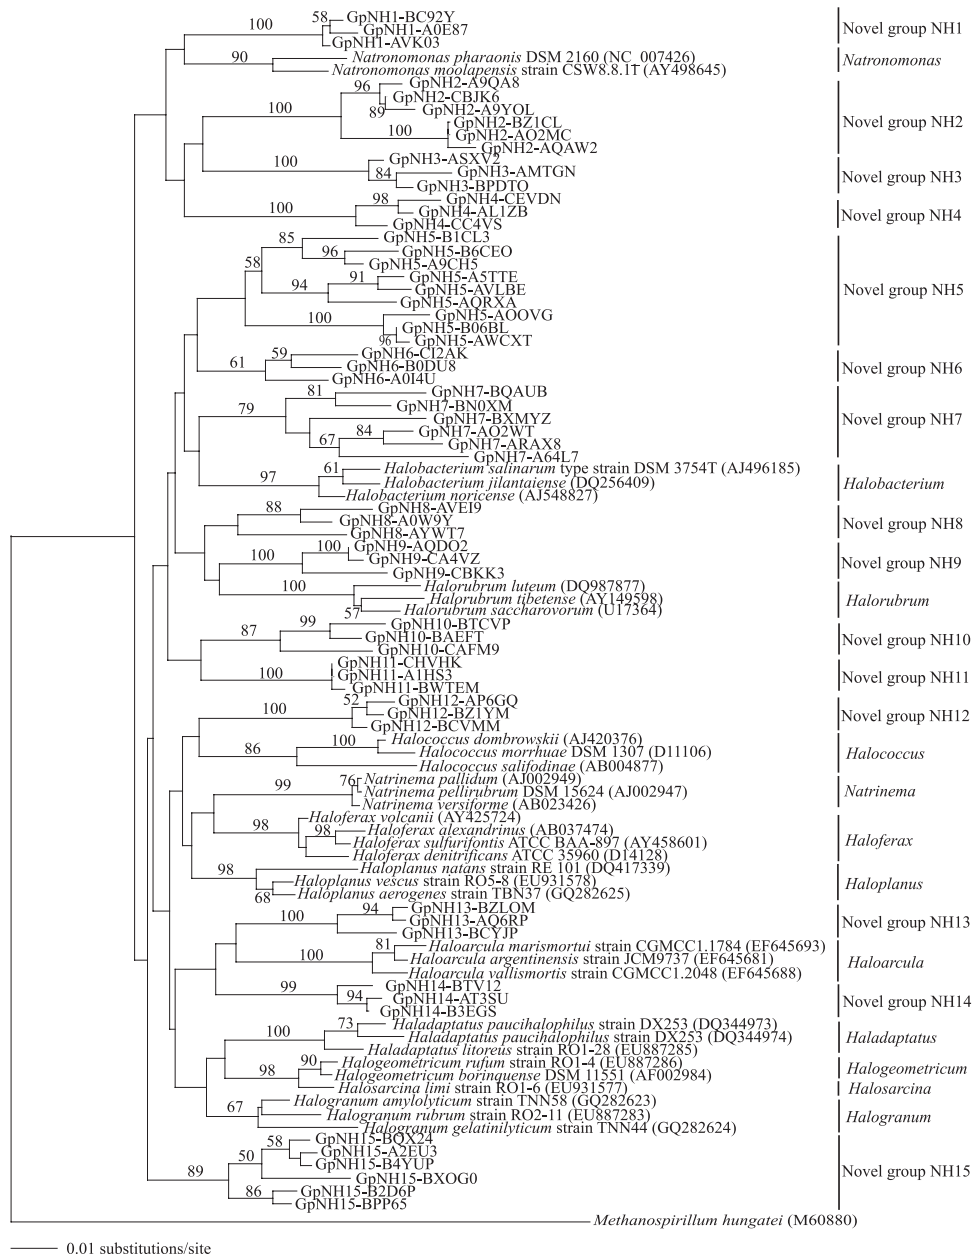 58 GpNH1-BC92Y
100 GpNH1-A0E87 Novel group NH1
GpNH1-AVK03
90 Natronomonas pharaonis DSM 2160 (NC_007426) Natronomonas
Natronomonas moolapensis strain CSW8.8.11 (AY498645)
96 GpNH2-A9QA8
GpNH2-CBJK6
100 89 GpNH2-A9YOL
GpNH2-BZ1CL Novel group NH2
100 GpNH2-AO2MC
GpNH2-AQAW2
100 GpNH3-ASXV2
84 GpNH3-AMTGN Novel group NH3
GpNH3-BPDTO
98 GpNH4-CEVDN
100 GpNH4-AL1ZB Novel group NH4
GpNH4-CC4VS
85 GpNH5-B1CL3
96 GpNH5-B6CEO
58 GpNH5-A9CH5
91 GpNH5-A5TTE
94 GpNH5-AVLBE Novel group NH5
GpNH5-AQRXA
100 GpNH5-AOOVG
GpNH5-B06BL
96 GpNH5-AWCXT
59 GpNH6-CI2AK
61 GpNH6-B0DU8 Novel group NH6
GpNH6-A0I4U
81 GpNH7-BQAUB
79 GpNH7-BN0XM
GpNH7-BXMYZ Novel group NH7
84 GpNH7-AO2WT
67 GpNH7-ARAX8
GpNH7-A64L7
61 Halobacterium salinarum type strain DSM 3754T (AJ496185)
97 Halobacterium jilantaiense (DQ256409) Halobacterium
Halobacterium noricense (AJ548827)
88 GpNH8-AVEI9
GpNH8-A0W9Y Novel group NH8
GpNH8-AYWT7
100 GpNH9-AQDO2
100 GpNH9-CA4VZ Novel group NH9
GpNH9-CBKK3
100 Halorubrum luteum (DQ987877)
Halorubrum tibetense (AY149598) Halorubrum
57 Halorubrum saccharovorum (U17364)
99 GpNH10-BTCVP
87 GpNH10-BAEFT Novel group NH10
GpNH10-CAFM9
GpNH11-CHVHK
100 GpNH11-A1HS3 Novel group NH11
GpNH11-BWTEM
52 GpNH12-AP6GQ
100 GpNH12-BZ1YM Novel group NH12
GpNH12-BCVMM
100 Halococcus dombrowskii (AJ420376)
86 Halococcus morrhuae DSM 1307 (D11106) Halococcus
Halococcus salifodinae (AB004877)
76 Natrinema pallidum (AJ002949)
99 Natrinema pellirubrum DSM 15624 (AJ002947) Natrinema
Natrinema versiforme (AB023426)
Haloferax volcanii (AY425724)
98 98 Haloferax alexandrinus (AB037474)
Haloferax sulfurifontis ATCC BAA-897 (AY458601) Haloferax
Haloferax denitrificans ATCC 35960 (D14128)
98 Haloplanus natans strain RE 101 (DQ417339)
Haloplanus vescus strain RO5-8 (EU931578) Haloplanus
68 Haloplanus aerogenes strain TBN37 (GQ282625)
94 GpNH13-BZLOM
100 GpNH13-AQ6RP Novel group NH13
GpNH13-BCYJP
81 Haloarcula marismortui strain CGMCC1.1784 (EF645693)
100 Haloarcula argentinensis strain JCM9737 (EF645681) Haloarcula
Haloarcula vallismortis strain CGMCC1.2048 (EF645688)
99 GpNH14-BTV12
94 GpNH14-AT3SU Novel group NH14
GpNH14-B3EGS
73 Haladaptatus paucihalophilus strain DX253 (DQ344973)
100 Haladaptatus paucihalophilus strain DX253 (DQ344974) Haladaptatus
Haladaptatus litoreus strain RO1-28 (EU887285)
90 Halogeometricum rufum strain RO1-4 (EU887286)
98 Halogeometricum borinquense DSM 11551 (AF002984) Halogeometricum
Halosarcina limi strain RO1-6 (EU931577) Halosarcina
Halogranum amylolyticum strain TNN58 (GQ282623)
67 Halogranum rubrum strain RO2-11 (EU887283) Halogranum
Halogranum gelatinilyticum strain TNN44 (GQ282624)
58 GpNH15-BQX24
50 GpNH15-A2EU3
GpNH15-B4YUP
89 GpNH15-BXOG0 Novel group NH15
86 GpNH15-B2D6P
GpNH15-BPP65
Methanospirillum hungatei (M60880)
0.01 substitutions/site